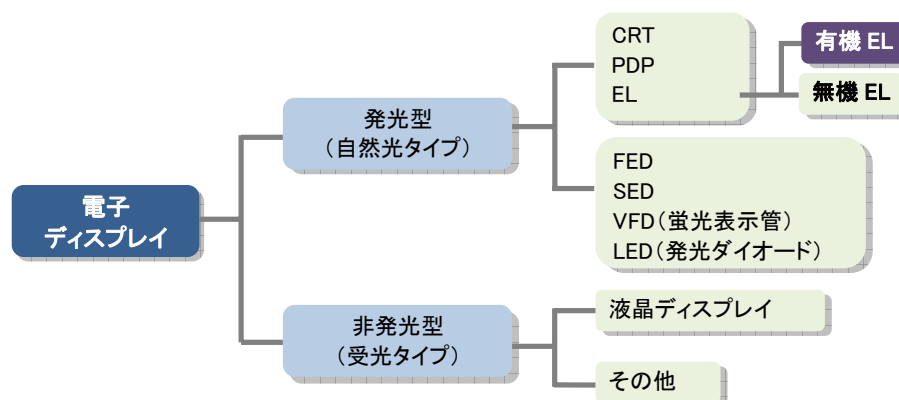 電子
ディスプレイ
発光型
（自然光タイプ）
CRT
PDP
EL
有機 EL
無機 EL
FED
SED
VFD（蛍光表示管）
LED（発光ダイオード）
非発光型
（受光タイプ）
液晶ディスプレイ
その他